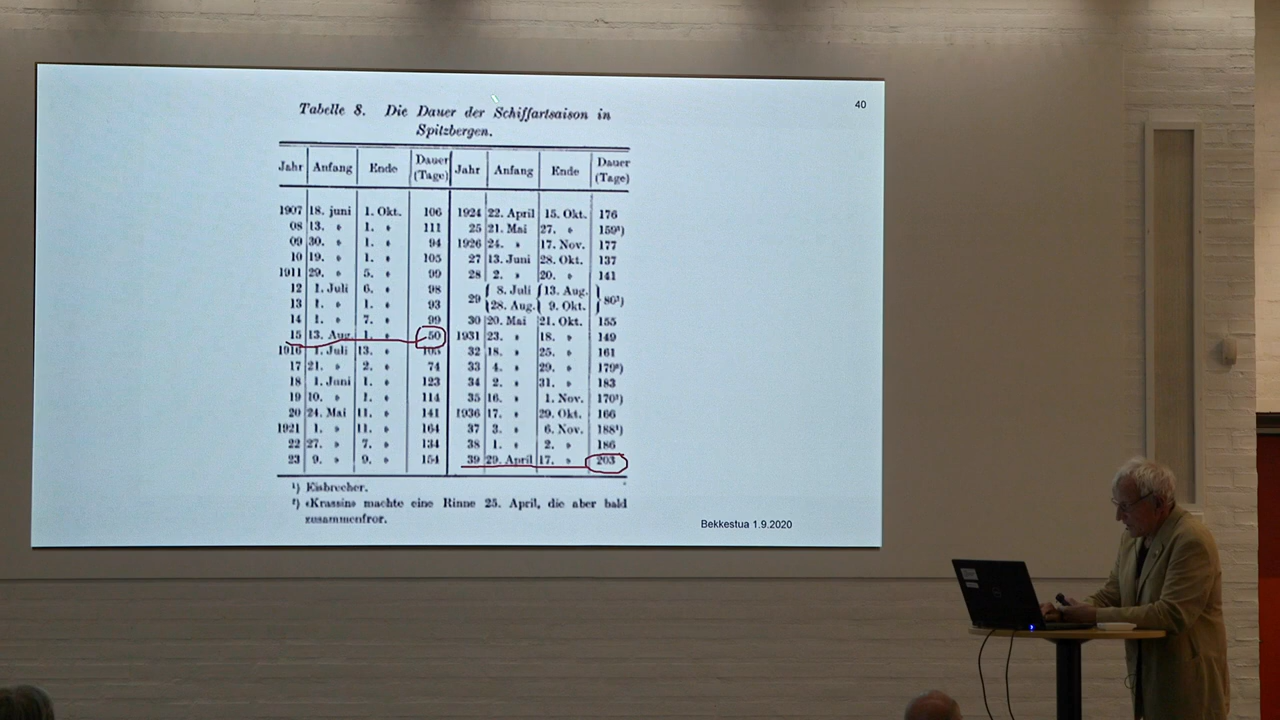 40
Tabelle 8. Die Dauer der Schiffartsaison in
Spitzbergen.
Jahr Anfang Ende Dauer (Tage) Jahr Anfang Ende Dauer (Tage)
1907 18. juni 1. Okt. 106 1924 22. April 15. Okt. 176
08 13. » 1. » 111 25 21. Mai 27. » 159¹)
09 30. » 1. » 94 1926 24. » 17. Nov. 177
10 19. » 1. » 105 27 13. Juni 28. Okt. 137
1911 29. » 5. » 99 28 2. » 20. » 141
12 1. Juli 6. » 98 29 { 8. Juli { 13. Aug. } 86¹)
13 1. » 1. » 93 { 28. Aug. { 9. Okt.
14 1. » 7. » 99 30 20. Mai 21. Okt. 155
15 13. Aug. 1. » 50 1931 23. » 18. » 149
1916 1. Juli 13. » 105 32 18. » 25. » 161
17 21. » 2. » 74 33 4. » 29. » 179²)
18 1. Juni 1. » 123 34 2. » 31. » 183
19 10. » 1. » 114 35 16. » 1. Nov. 170¹)
20 24. Mai 11. » 141 1936 17. » 29. Okt. 166
1921 1. » 11. » 164 37 3. » 6. Nov. 188¹)
22 27. » 7. » 134 38 1. » 2. » 186
23 9. » 9. » 154 39 29. April 17. » 203
¹) Eisbrecher.
²) «Krassin» machte eine Rinne 25. April, die aber bald
zusammenfror.
Bekkestua 1.9.2020